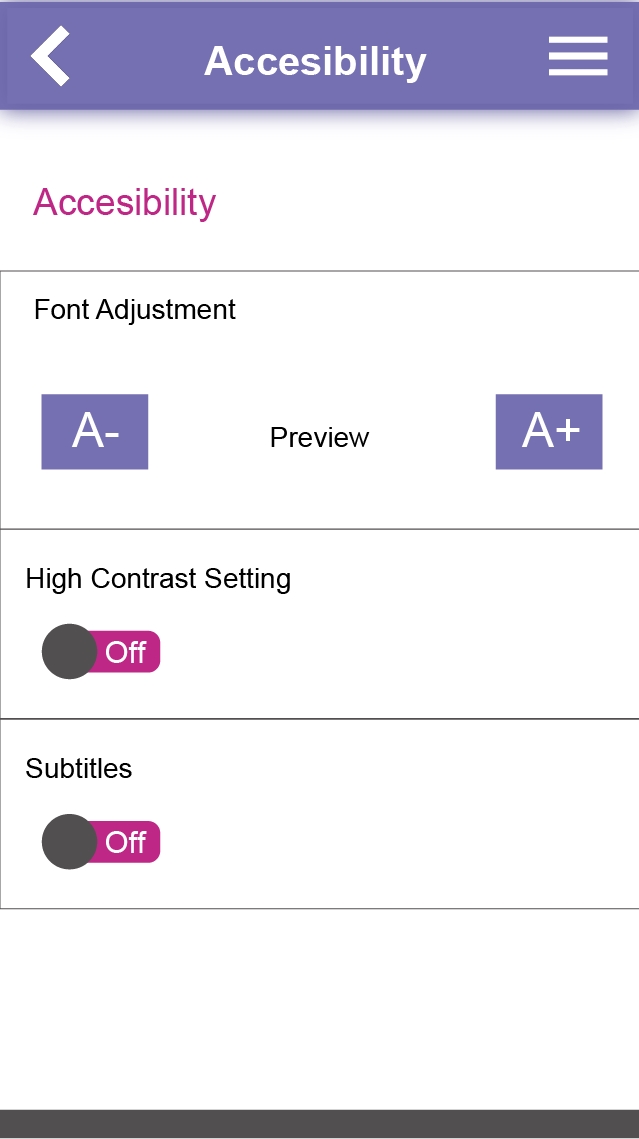 Accesibility
Accesibility
Font Adjustment
A- Preview A+
High Contrast Setting
Off
Subtitles
Off